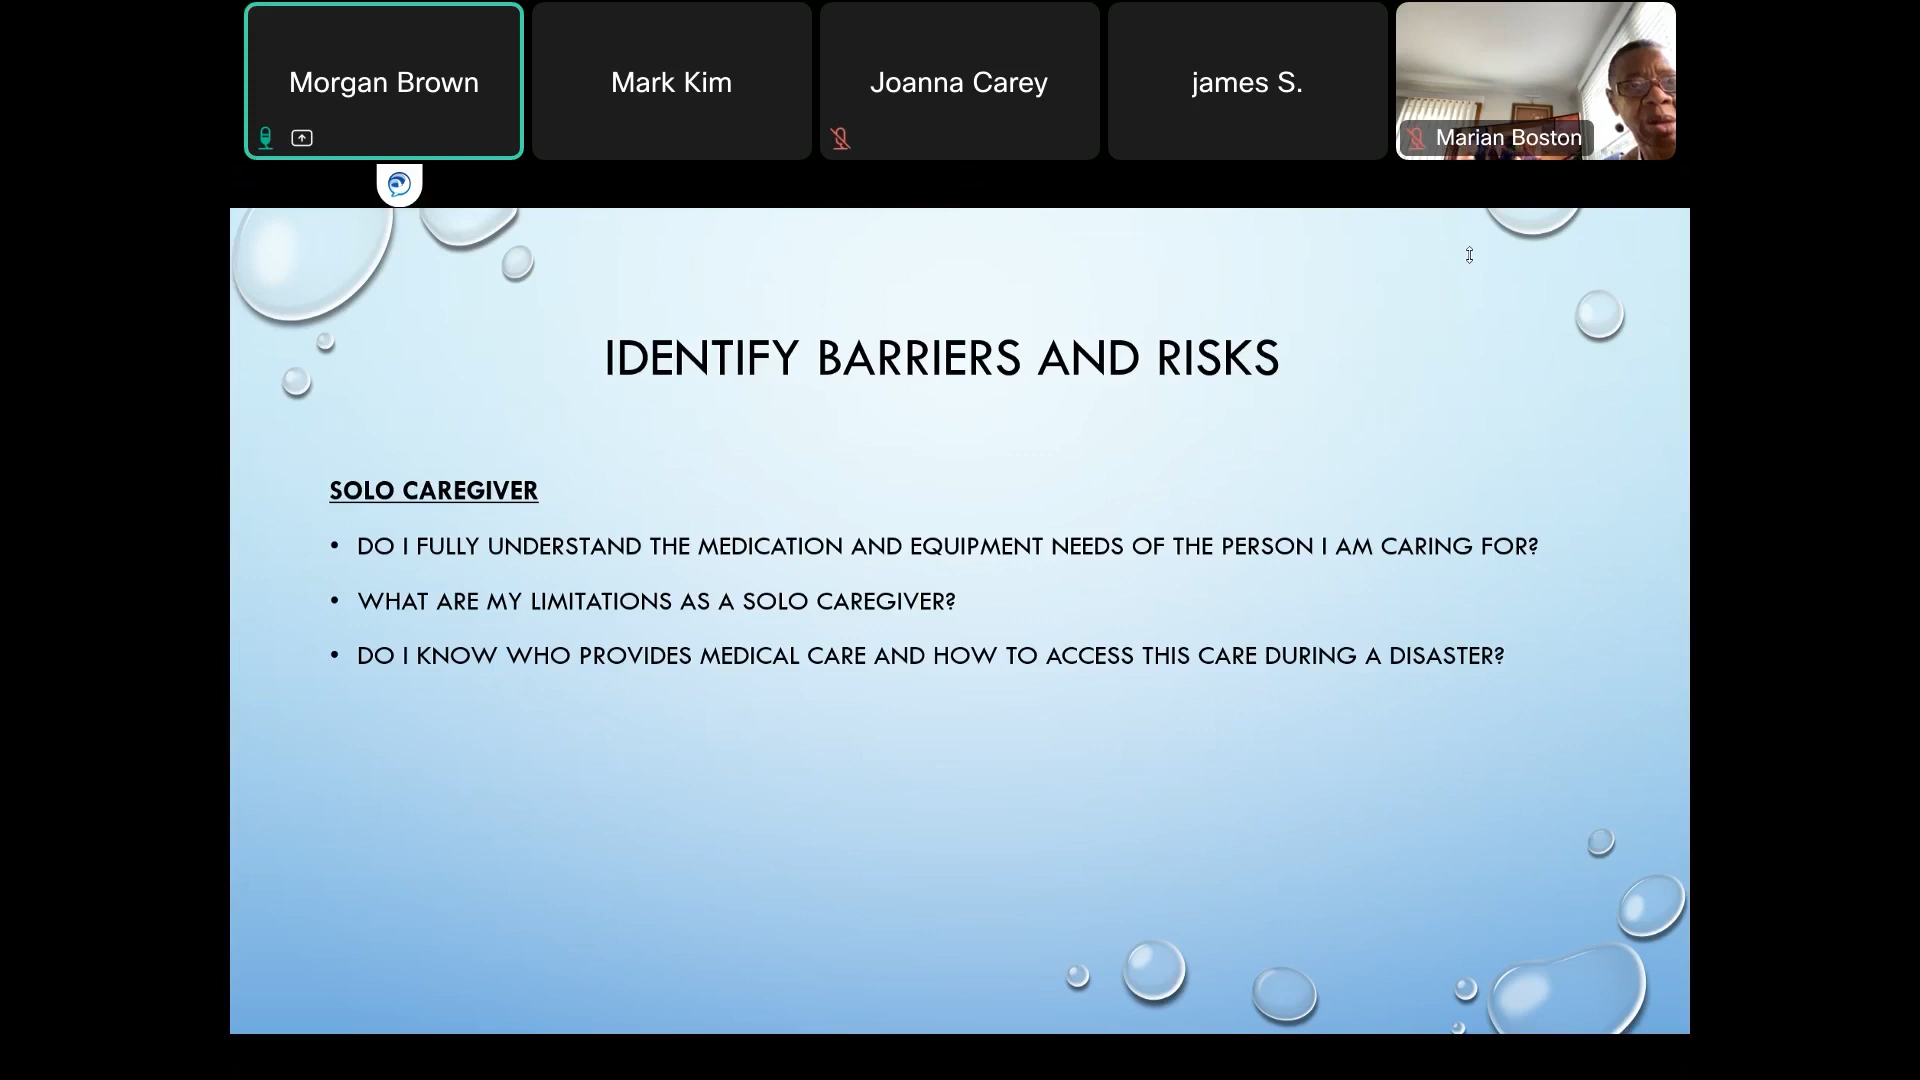 Morgan Brown
Mark Kim
Joanna Carey
james S.
Marian Boston
IDENTIFY BARRIERS AND RISKS
SOLO CAREGIVER
• DO I FULLY UNDERSTAND THE MEDICATION AND EQUIPMENT NEEDS OF THE PERSON I AM CARING FOR?
• WHAT ARE MY LIMITATIONS AS A SOLO CAREGIVER?
• DO I KNOW WHO PROVIDES MEDICAL CARE AND HOW TO ACCESS THIS CARE DURING A DISASTER?